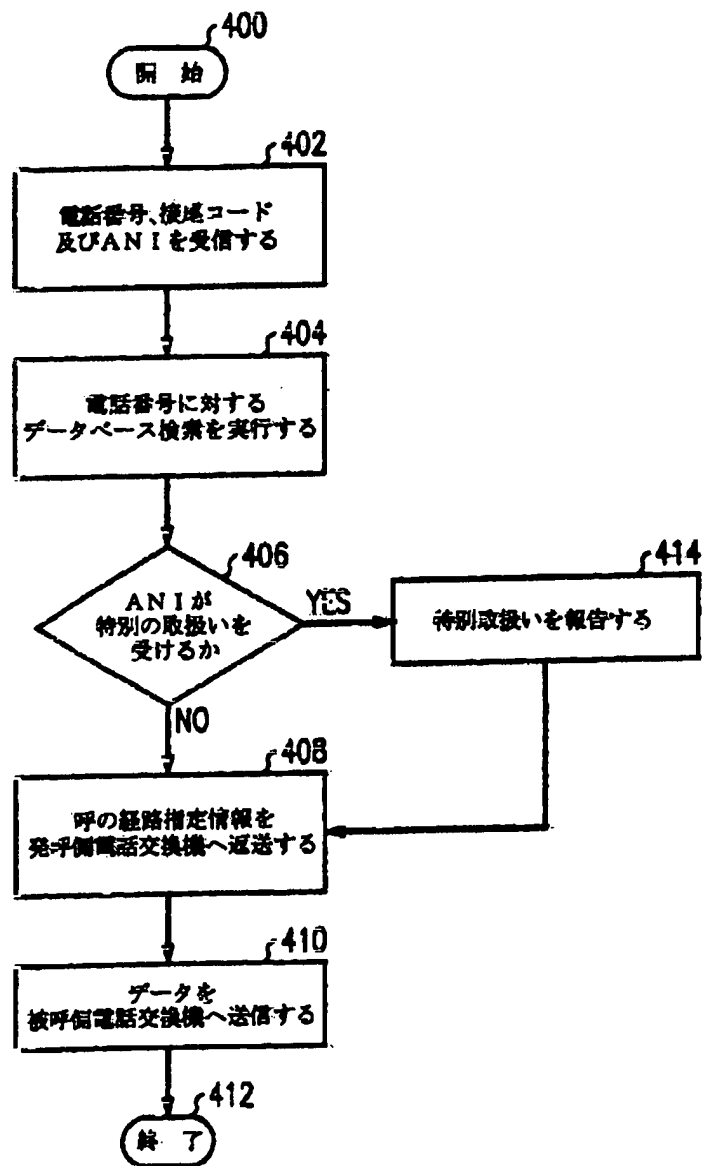 400
開 始
402
電話番号、接尾コード
及びANIを受信する
404
電話番号に対する
データベース検索を実行する
406
ANIが
特別の取扱いを
受けるか
YES
414
特別取扱いを報告する
NO
408
呼の経路指定情報を
発呼側電話交換機へ返送する
410
データを
被呼側電話交換機へ送信する
412
終 了